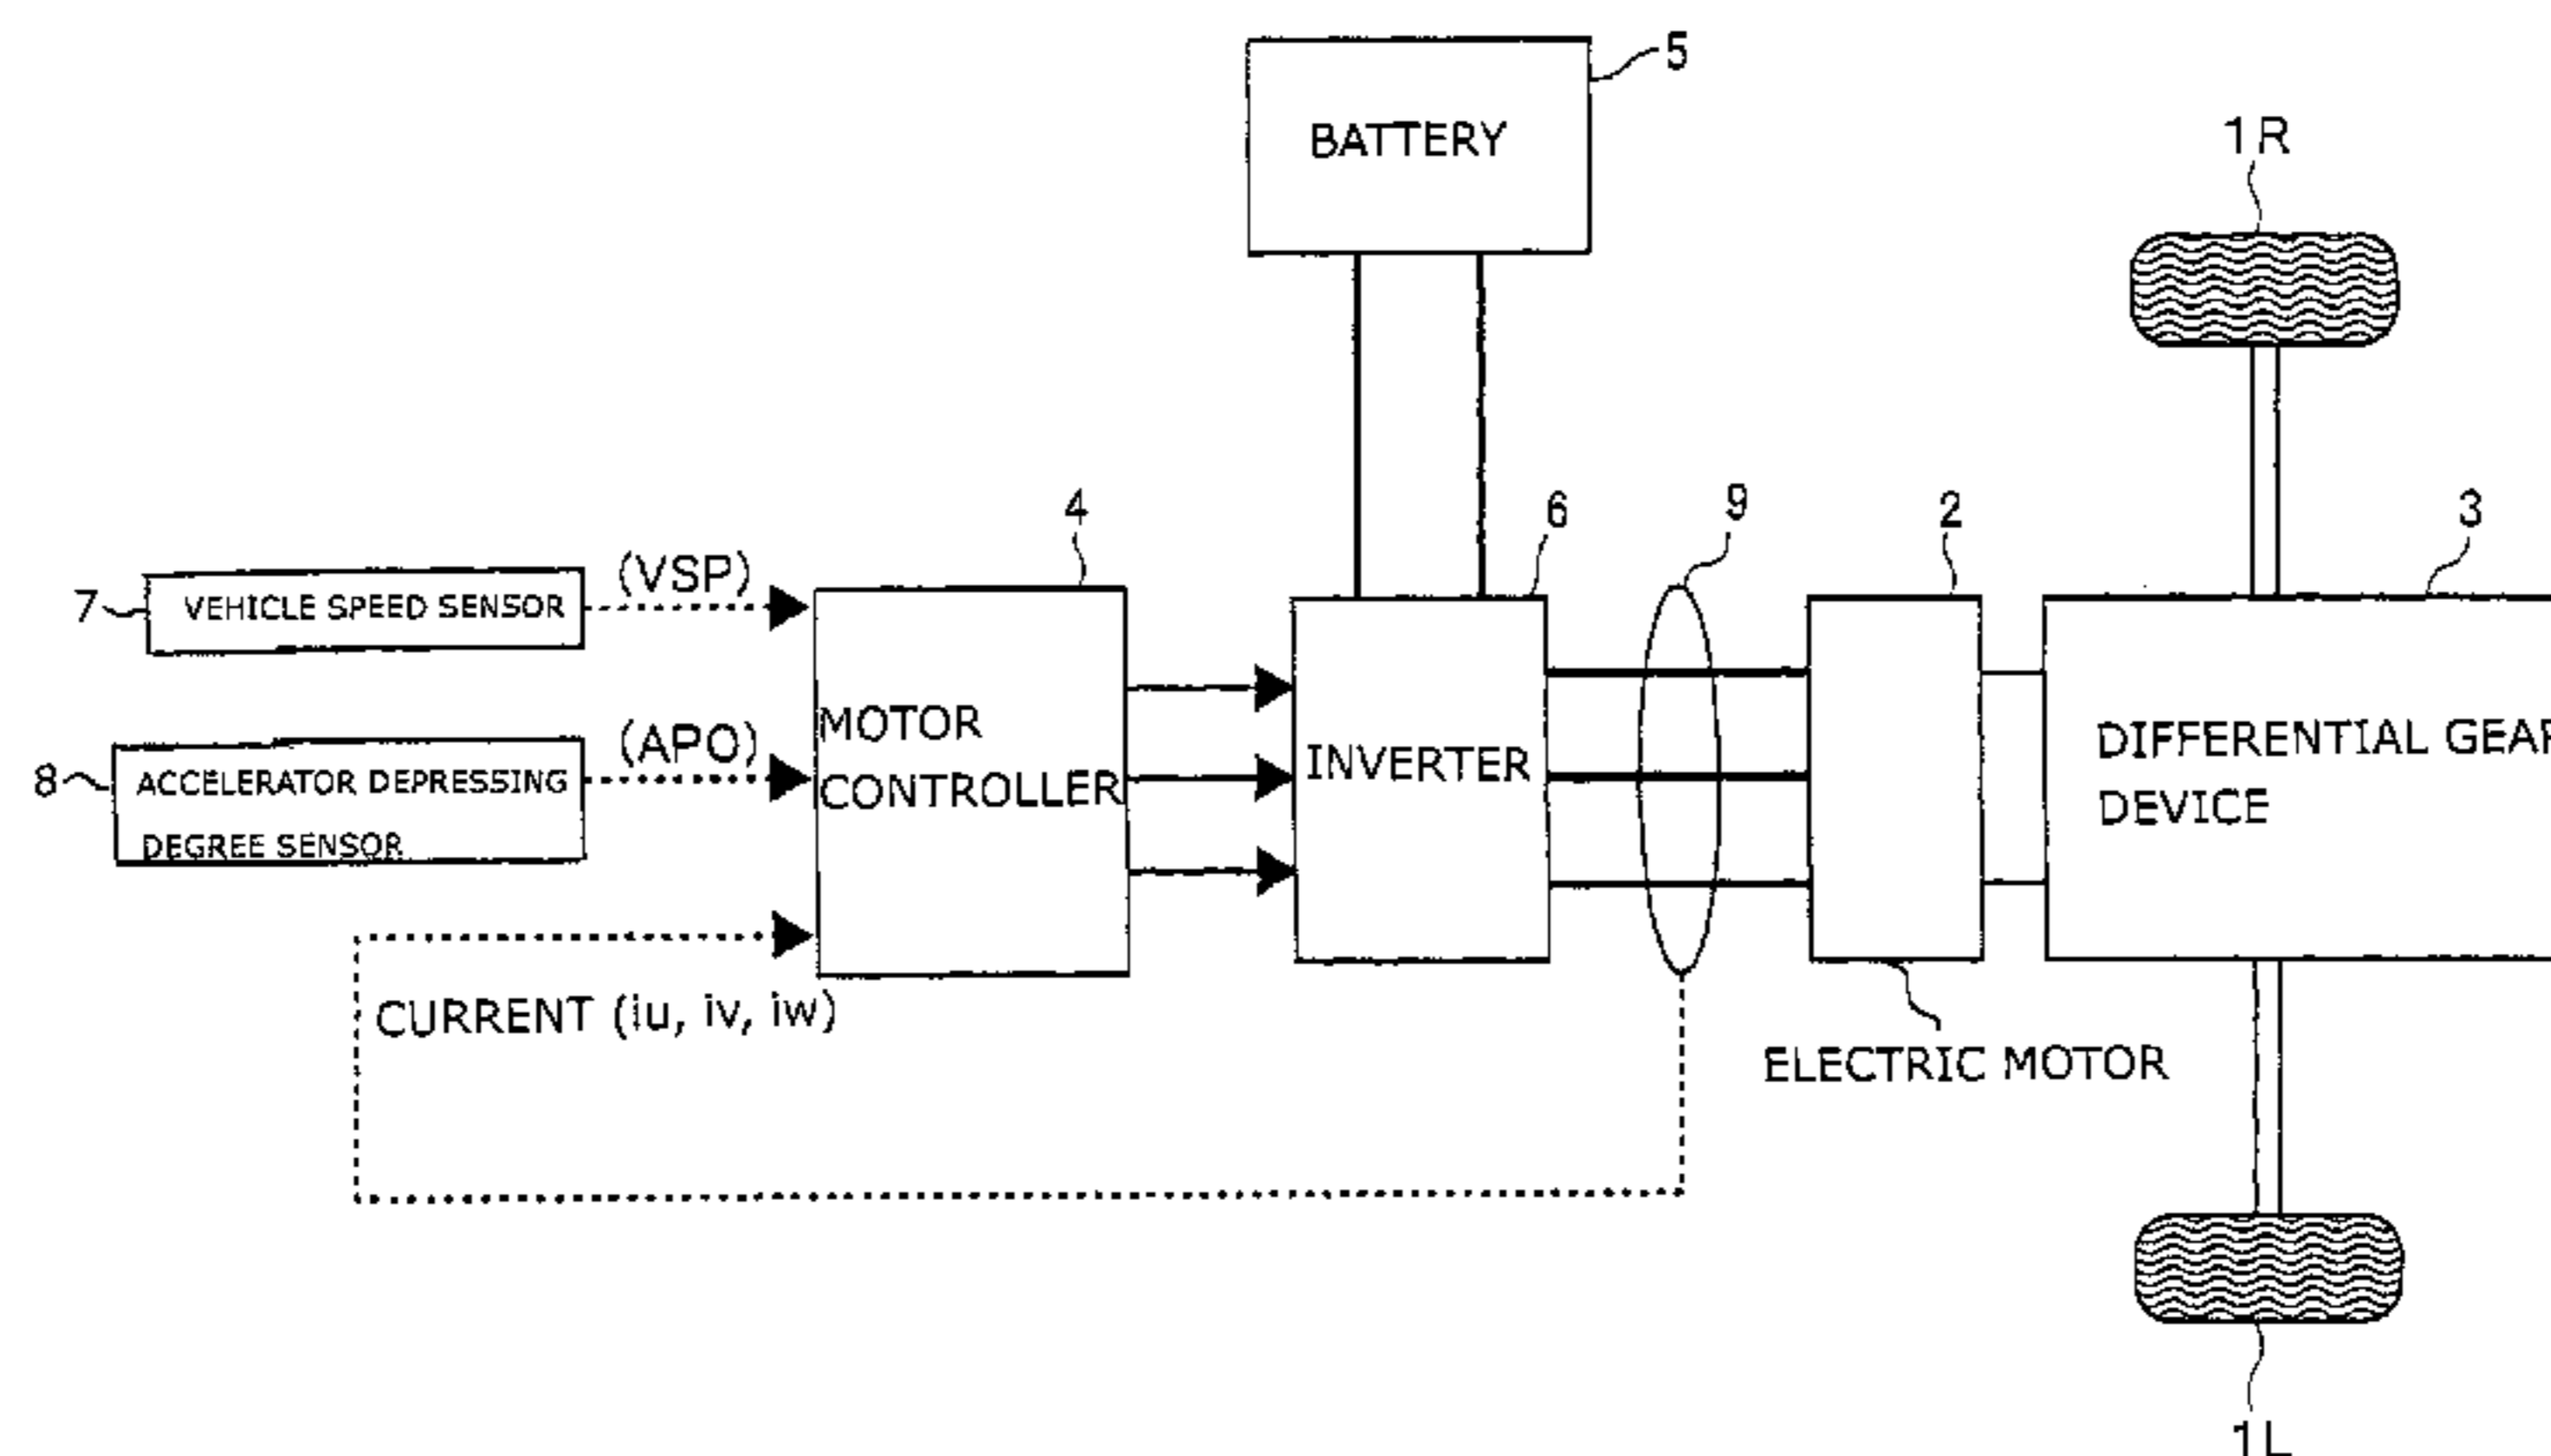 5
BATTERY
1R
4
6
9
2
3
(VSP)
7
VEHICLE SPEED SENSOR
MOTOR
CONTROLLER
(APO)
8
ACCELERATOR DEPRESSING
DEGREE SENSOR
INVERTER
DIFFERENTIAL GEAR
DEVICE
CURRENT (iu, iv, iw)
ELECTRIC MOTOR
1L